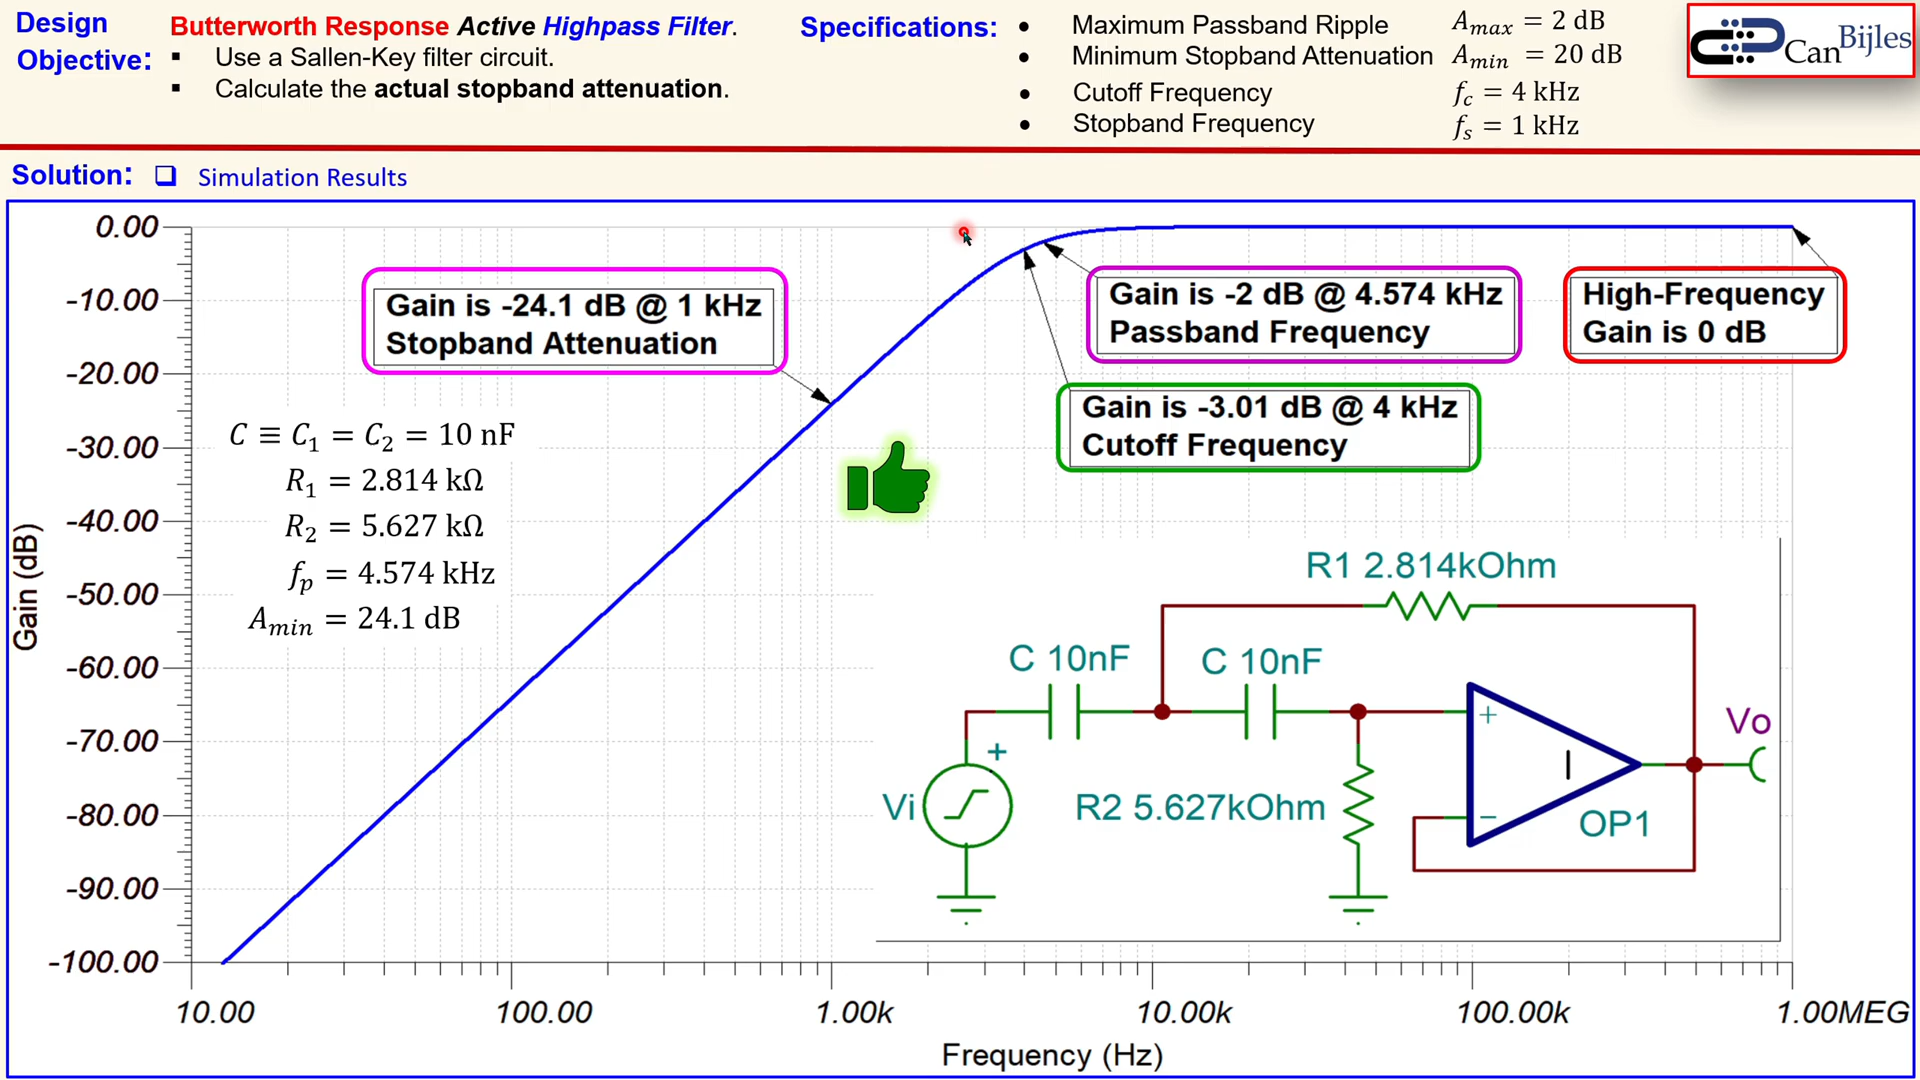 Design Objective:
Butterworth Response Active Highpass Filter.
▪ Use a Sallen-Key filter circuit.
▪ Calculate the actual stopband attenuation.
Specifications:
• Maximum Passband Ripple A_max = 2 dB
• Minimum Stopband Attenuation A_min = 20 dB
• Cutoff Frequency f_c = 4 kHz
• Stopband Frequency f_s = 1 kHz
CanBijles
Solution: ❑ Simulation Results
0.00
-10.00
-20.00
-30.00
-40.00
-50.00
-60.00
-70.00
-80.00
-90.00
-100.00
Gain (dB)
Gain is -24.1 dB @ 1 kHz
Stopband Attenuation
Gain is -2 dB @ 4.574 kHz
Passband Frequency
High-Frequency
Gain is 0 dB
Gain is -3.01 dB @ 4 kHz
Cutoff Frequency
C ≡ C₁ = C₂ = 10 nF
R₁ = 2.814 kΩ
R₂ = 5.627 kΩ
f_p = 4.574 kHz
A_min = 24.1 dB
R1 2.814kOhm
C 10nF
C 10nF
+
Vi
R2 5.627kOhm
+
−
I
OP1
Vo
10.00
100.00
1.00k
10.00k
100.00k
1.00MEG
Frequency (Hz)